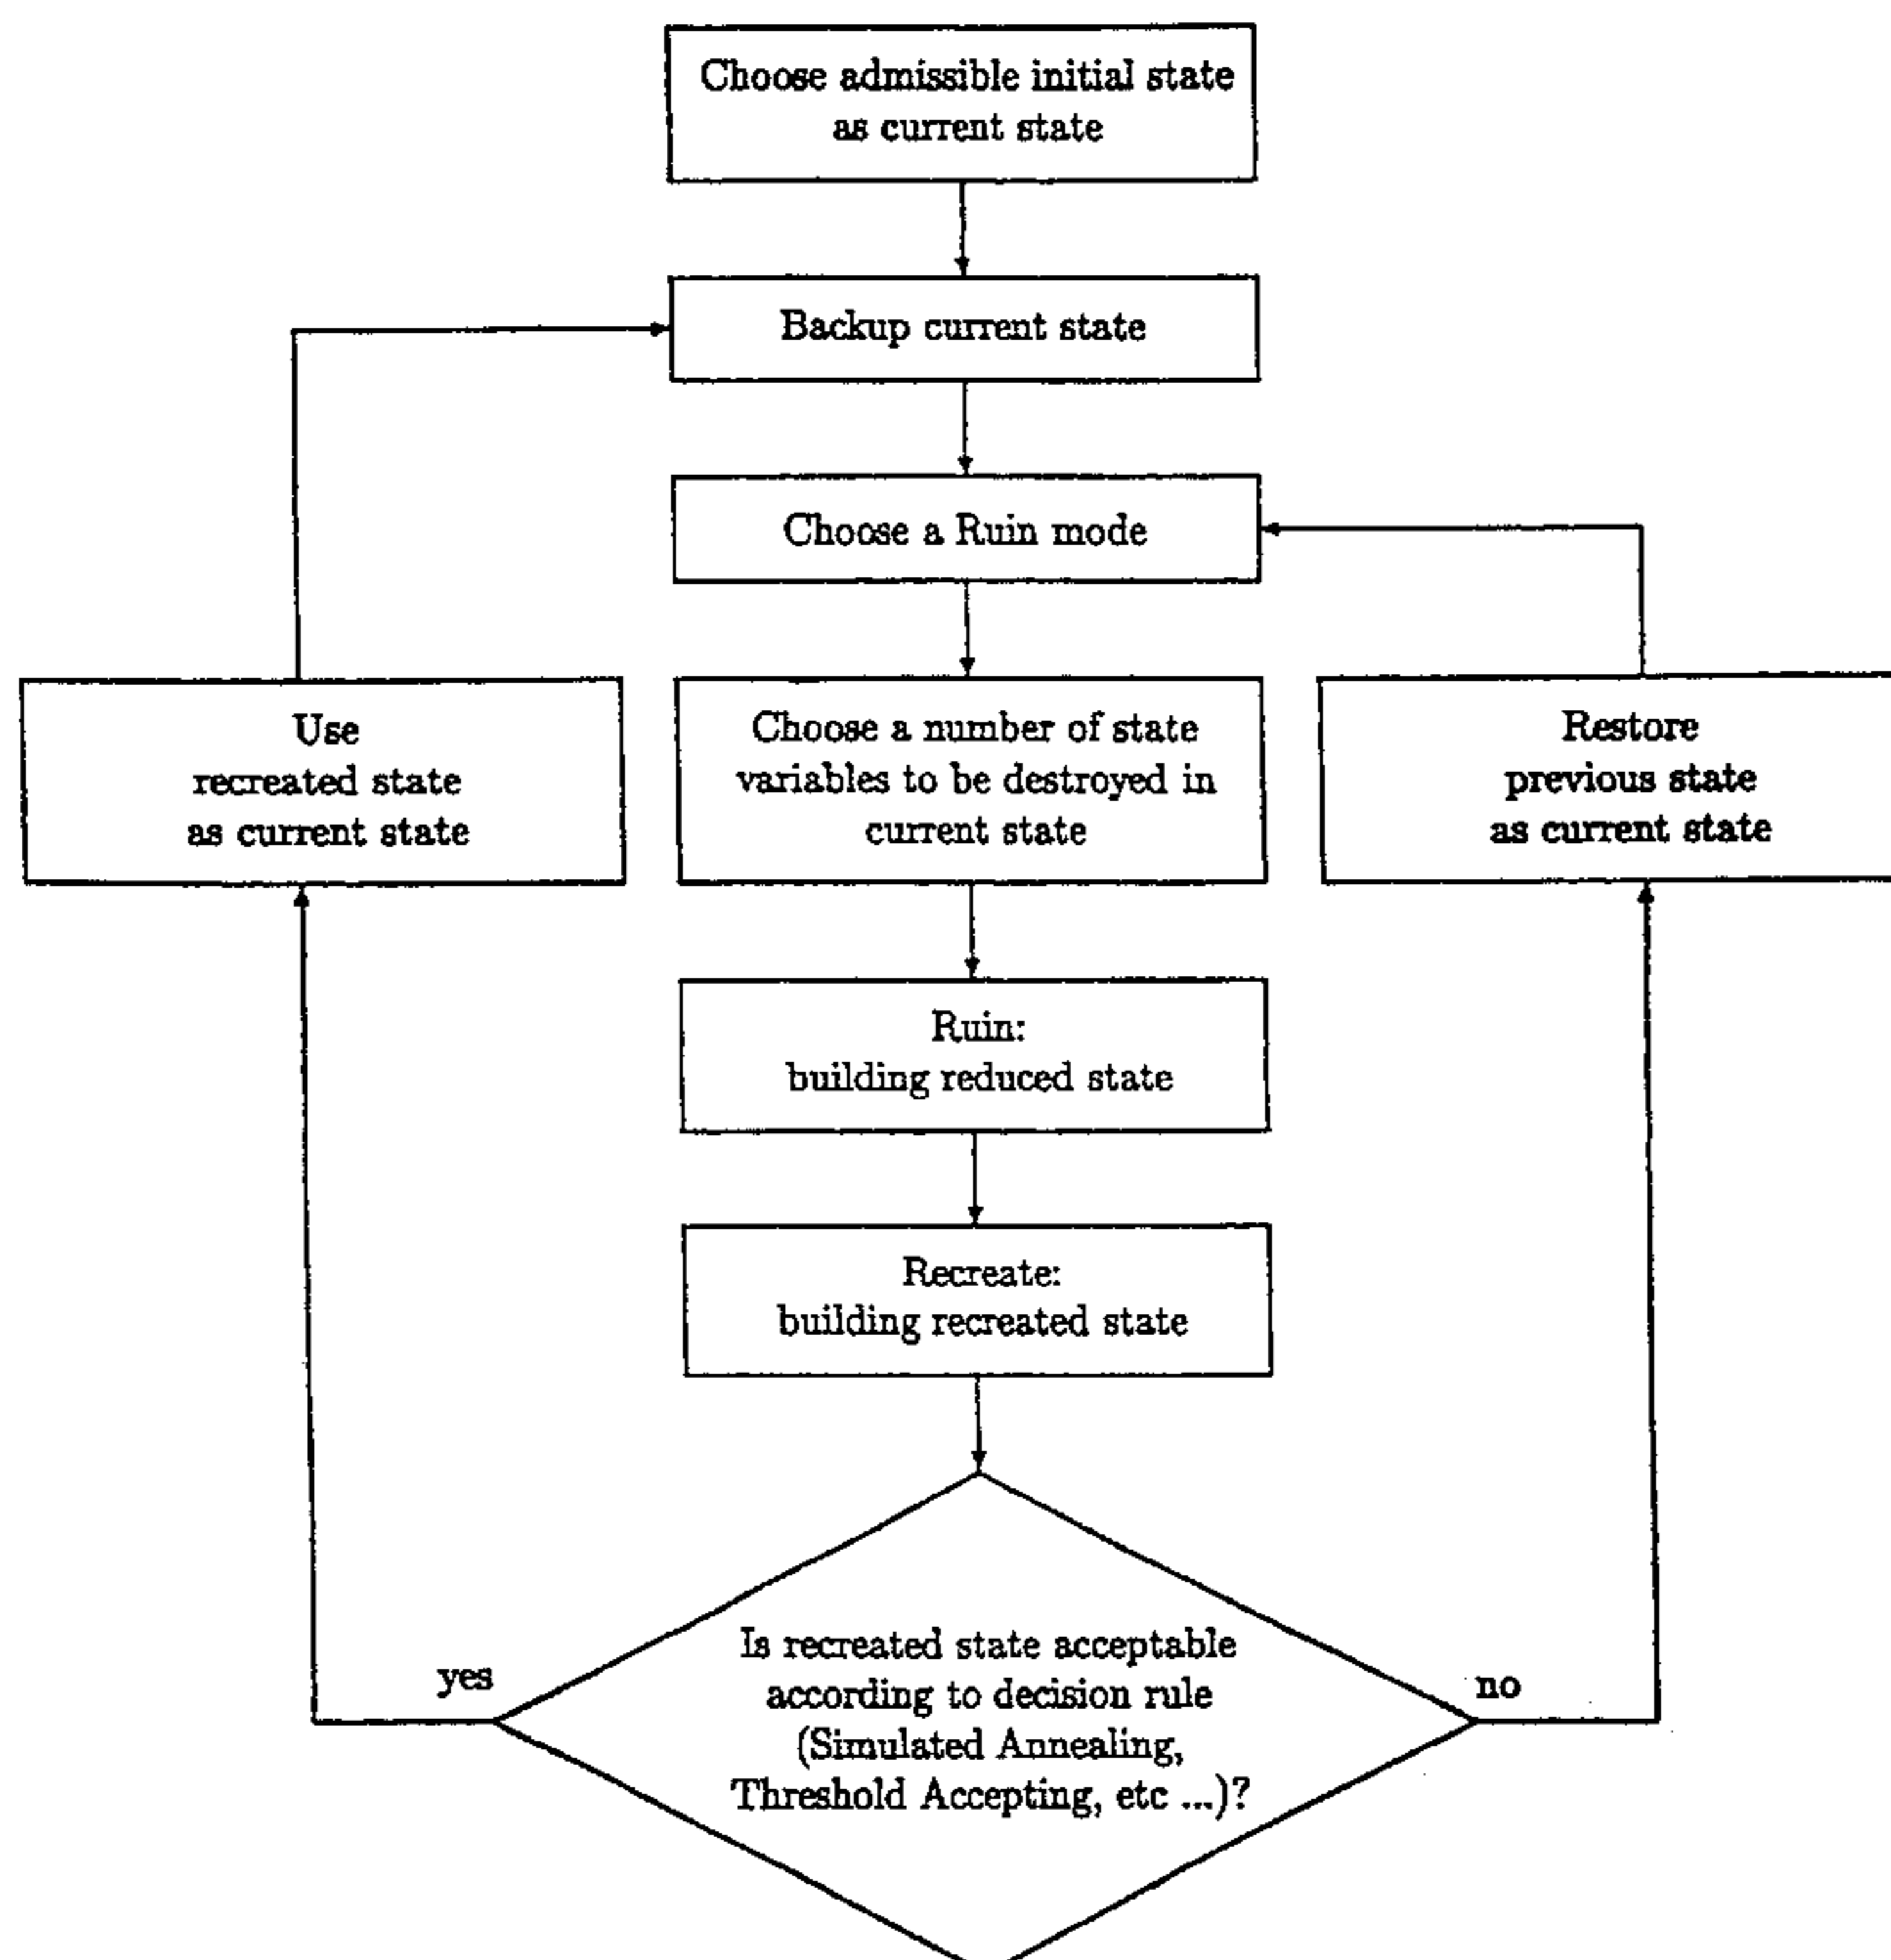 Choose admissible initial state
as current state
Backup current state
Choose a Ruin mode
Use
recreated state
as current state
Choose a number of state
variables to be destroyed in
current state
Restore
previous state
as current state
Ruin:
building reduced state
Recreate:
building recreated state
yes
Is recreated state acceptable
according to decision rule
(Simulated Annealing,
Threshold Accepting, etc ...)?
no